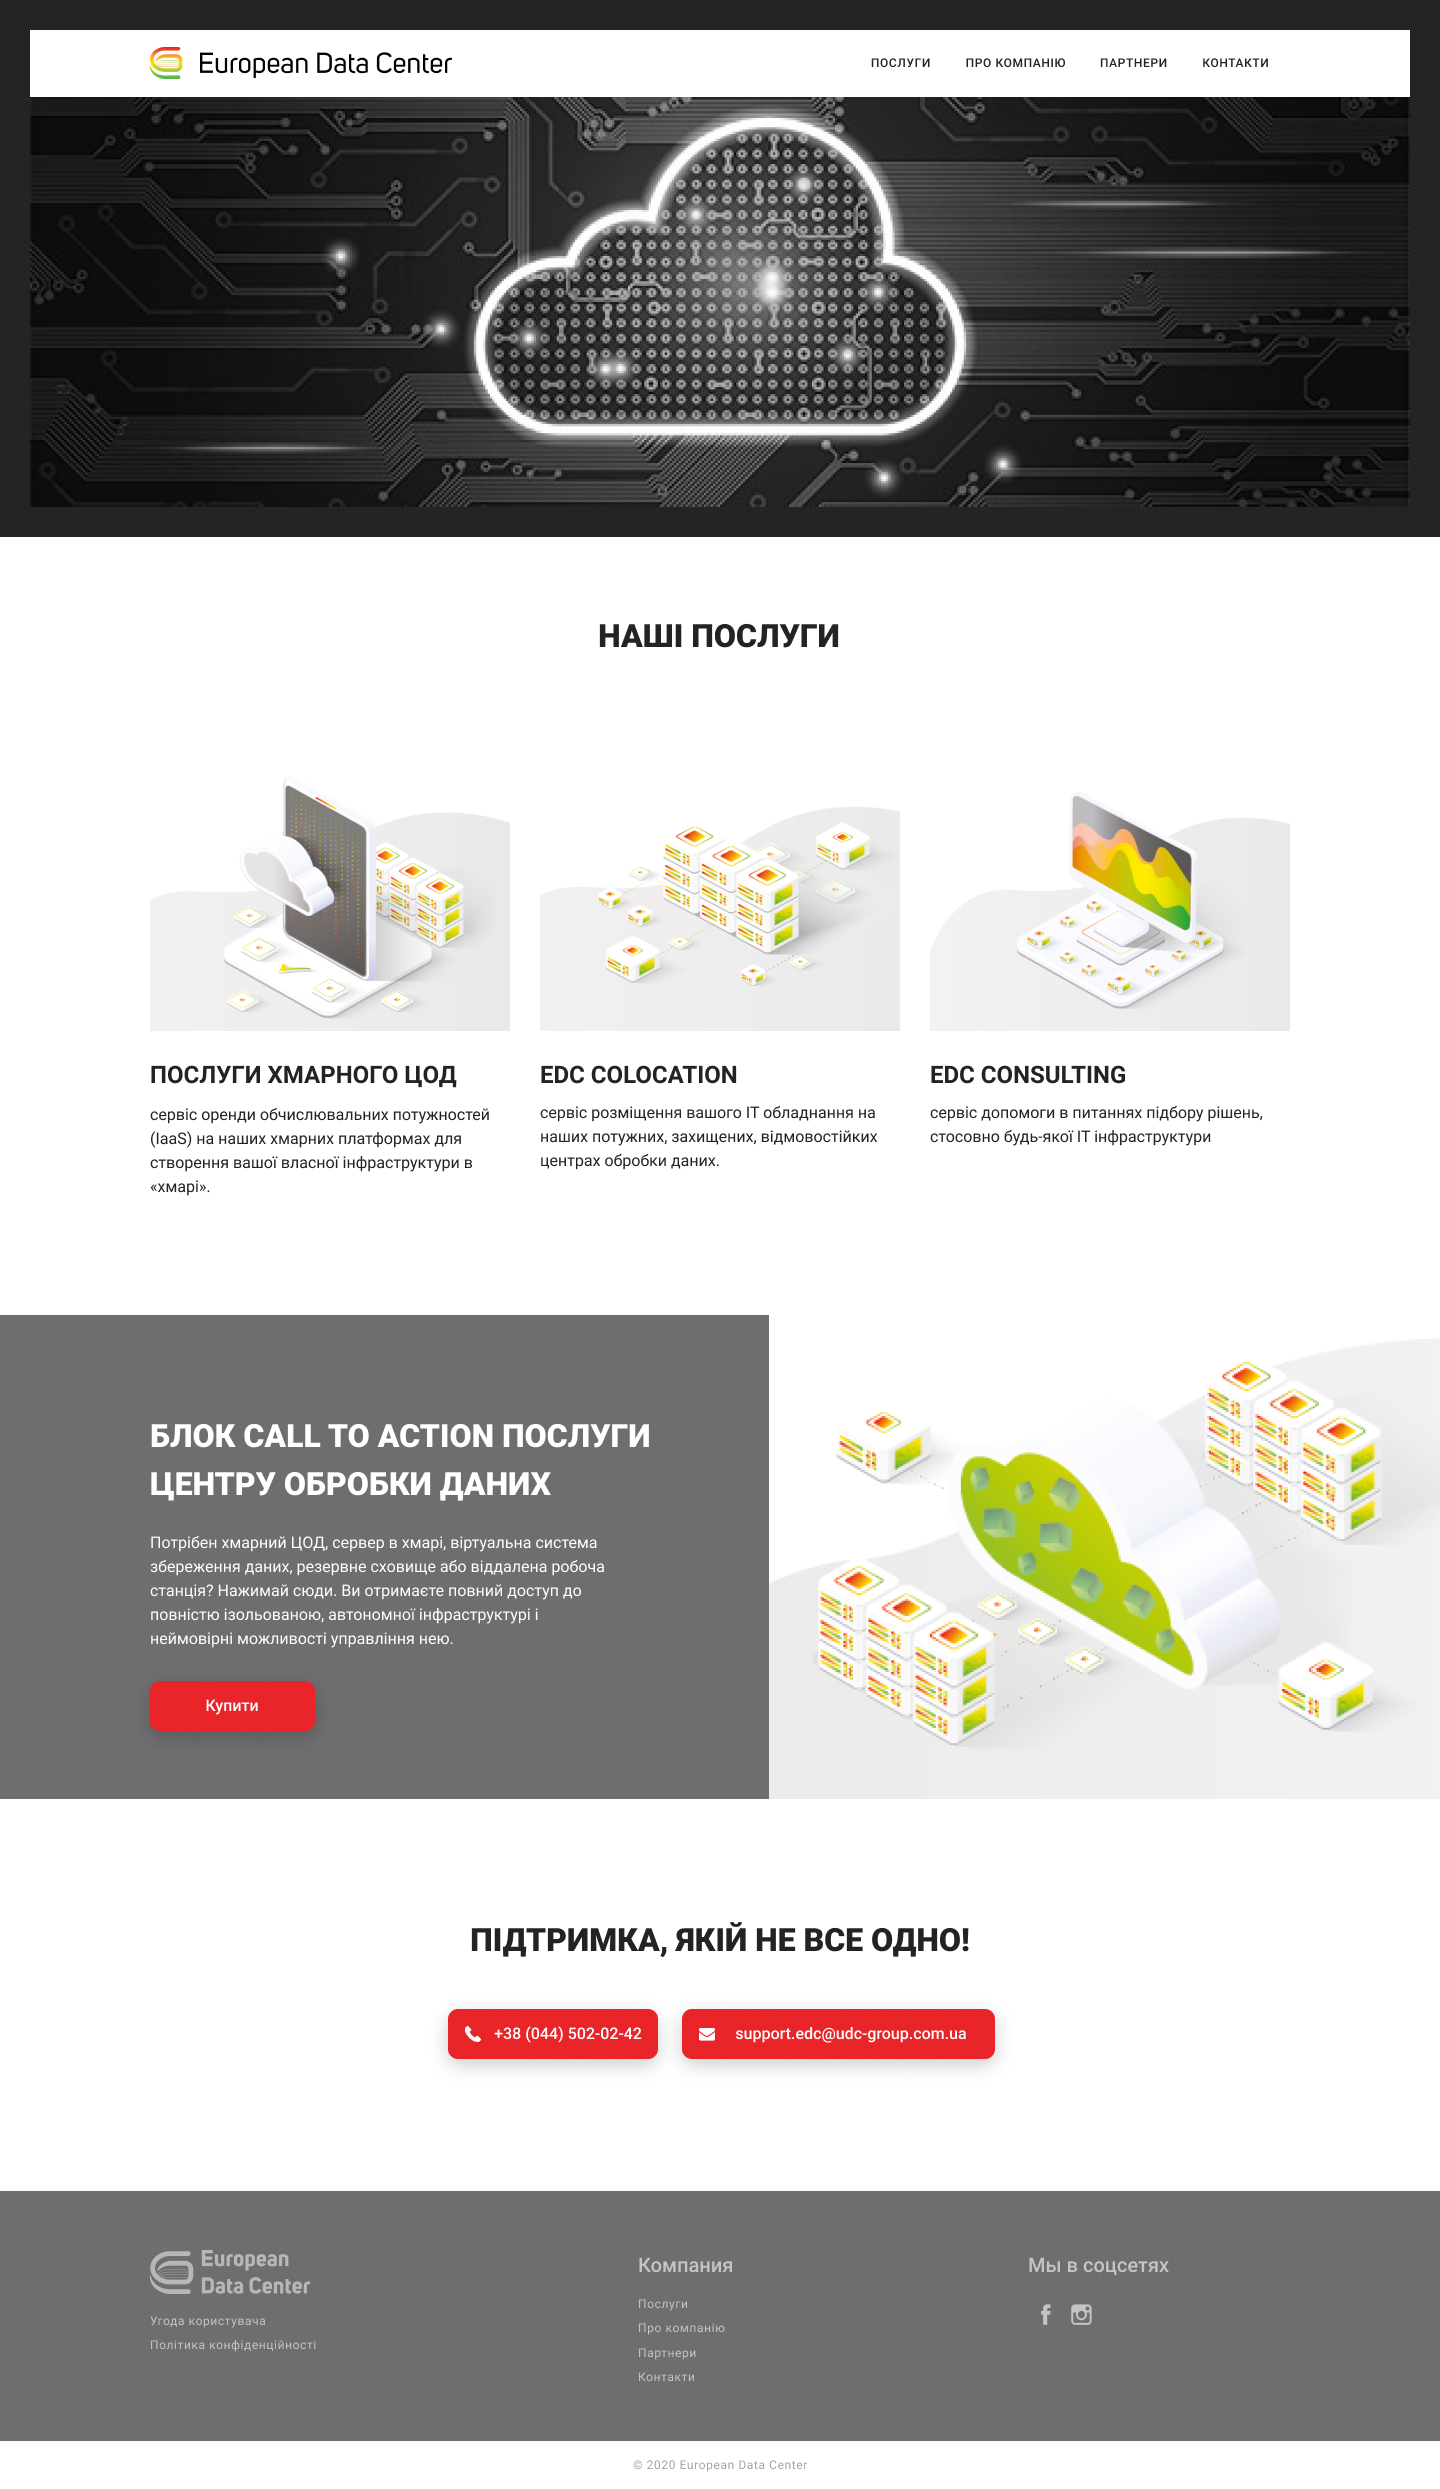 European Data Center
ПОСЛУГИ
ПРО КОМПАНІЮ
ПАРТНЕРИ
КОНТАКТИ
НАШІ ПОСЛУГИ
ПОСЛУГИ ХМАРНОГО ЦОД
сервіс оренди обчислювальних потужностей
(IaaS) на наших хмарних платформах для
створення вашої власної інфраструктури в
«хмарі».
EDC COLOCATION
сервіс розміщення вашого IT обладнання на
наших потужних, захищених, відмовостійких
центрах обробки даних.
EDC CONSULTING
сервіс допомоги в питаннях підбору рішень,
стосовно будь-якої IT інфраструктури
БЛОК CALL TO ACTION ПОСЛУГИ
ЦЕНТРУ ОБРОБКИ ДАНИХ
Потрібен хмарний ЦОД, сервер в хмарі, віртуальна система
збереження даних, резервне сховище або віддалена робоча
станція? Нажимай сюди. Ви отримаєте повний доступ до
повністю ізольованою, автономної інфраструктурі і
неймовірні можливості управління нею.
Купити
ПІДТРИМКА, ЯКІЙ НЕ ВСЕ ОДНО!
+38 (044) 502-02-42
support.edc@udc-group.com.ua
European
Data Center
Угода користувача
Політика конфіденційності
Компания
Послуги
Про компанію
Партнери
Контакти
Мы в соцсетях
© 2020 European Data Center